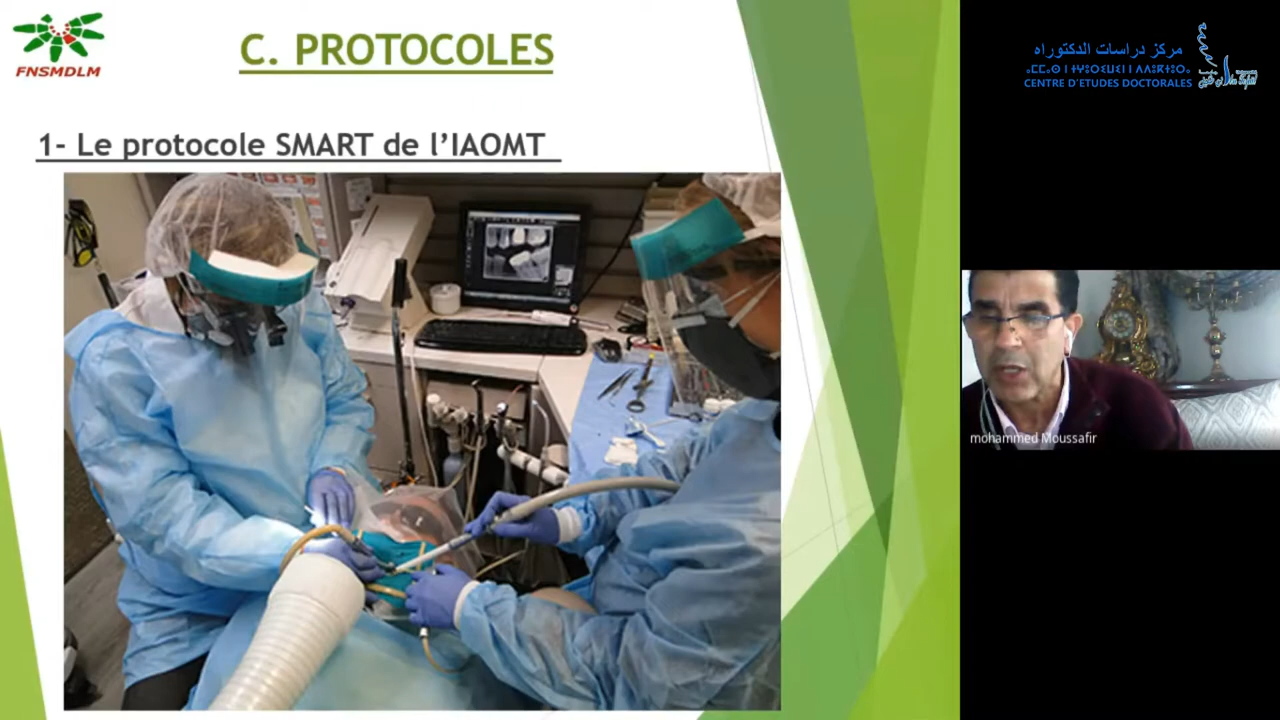 FNSMDLM
C. PROTOCOLES
1- Le protocole SMART de l’IAOMT
مركز دراسات الدكتوراه
CENTRE D'ETUDES DOCTORALES
mohammed Moussafir